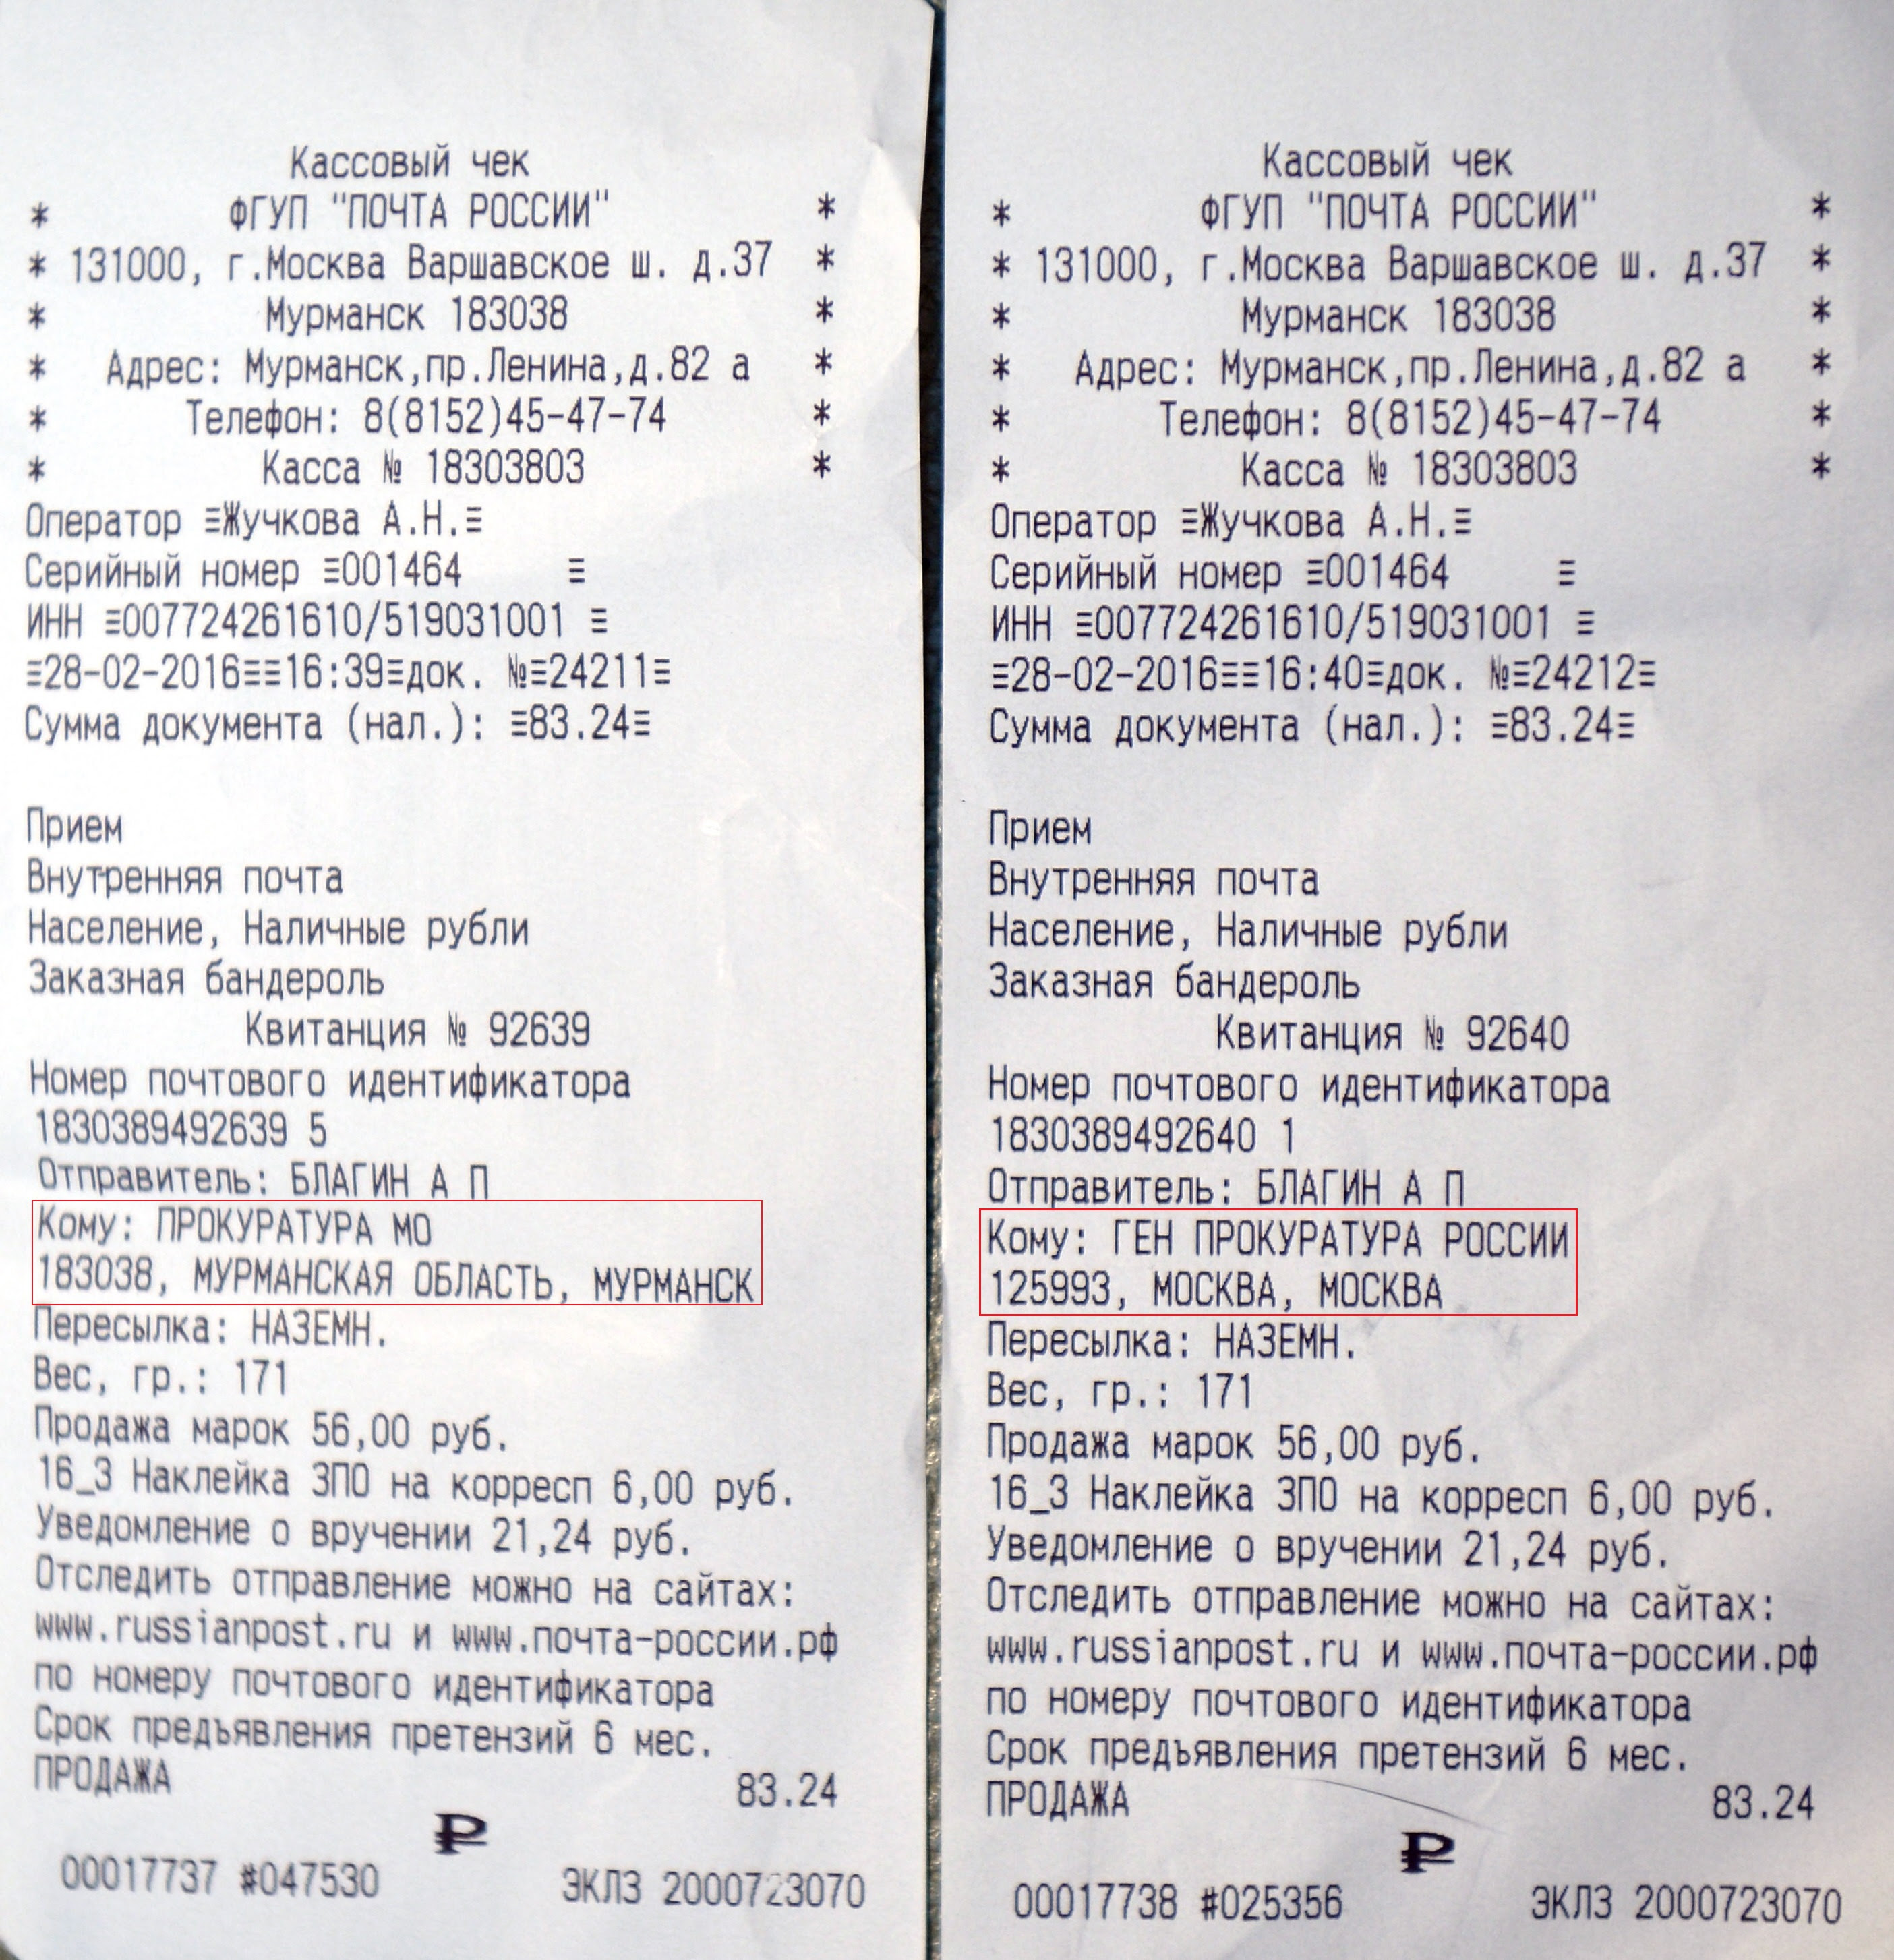 Кассовый чек
* ФГУП "ПОЧТА РОССИИ" *
* 131000, г.Москва Варшавское ш. д.37 *
* Мурманск 183038 *
* Адрес: Мурманск,пр.Ленина,д.82 а *
* Телефон: 8(8152)45-47-74 *
* Касса № 18303803 *
Оператор ≡Жучкова А.Н.≡
Серийный номер ≡001464 ≡
ИНН ≡007724261610/519031001 ≡
≡28-02-2016≡≡16:39≡док. №≡24211≡
Сумма документа (нал.): ≡83.24≡
Прием
Внутренняя почта
Население, Наличные рубли
Заказная бандероль
Квитанция № 92639
Номер почтового идентификатора
1830389492639 5
Отправитель: БЛАГИН А П
Кому: ПРОКУРАТУРА МО
183038, МУРМАНСКАЯ ОБЛАСТЬ, МУРМАНСК
Пересылка: НАЗЕМН.
Вес, гр.: 171
Продажа марок 56,00 руб.
16_3 Наклейка ЗПО на корресп 6,00 руб.
Уведомление о вручении 21,24 руб.
Отследить отправление можно на сайтах:
www.russianpost.ru и www.почта-россии.рф
по номеру почтового идентификатора
Срок предъявления претензий 6 мес.
ПРОДАЖА 83.24
₽
00017737 #047530 ЭКЛЗ 2000723070
Кассовый чек
* ФГУП "ПОЧТА РОССИИ" *
* 131000, г.Москва Варшавское ш. д.37 *
* Мурманск 183038 *
* Адрес: Мурманск,пр.Ленина,д.82 а *
* Телефон: 8(8152)45-47-74 *
* Касса № 18303803 *
Оператор ≡Жучкова А.Н.≡
Серийный номер ≡001464 ≡
ИНН ≡007724261610/519031001 ≡
≡28-02-2016≡≡16:40≡док. №≡24212≡
Сумма документа (нал.): ≡83.24≡
Прием
Внутренняя почта
Население, Наличные рубли
Заказная бандероль
Квитанция № 92640
Номер почтового идентификатора
1830389492640 1
Отправитель: БЛАГИН А П
Кому: ГЕН ПРОКУРАТУРА РОССИИ
125993, МОСКВА, МОСКВА
Пересылка: НАЗЕМН.
Вес, гр.: 171
Продажа марок 56,00 руб.
16_3 Наклейка ЗПО на корресп 6,00 руб.
Уведомление о вручении 21,24 руб.
Отследить отправление можно на сайтах:
www.russianpost.ru и www.почта-россии.рф
по номеру почтового идентификатора
Срок предъявления претензий 6 мес.
ПРОДАЖА 83.24
₽
00017738 #025356 ЭКЛЗ 2000723070